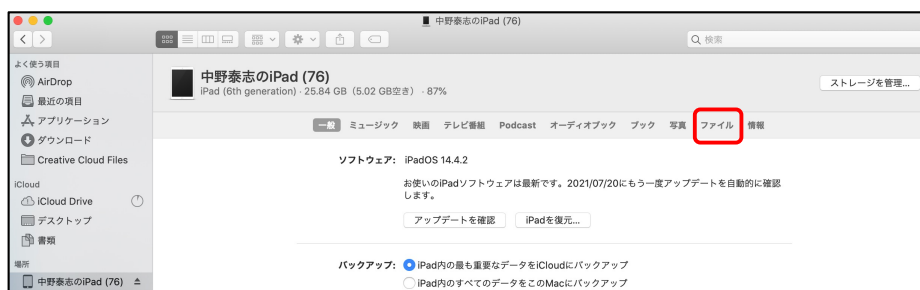 中野泰志のiPad (76)
検索
よく使う項目
AirDrop
最近の項目
アプリケーション
ダウンロード
Creative Cloud Files
iCloud
iCloud Drive
デスクトップ
書類
場所
中野泰志のiPad (76)
中野泰志のiPad (76)
iPad (6th generation) · 25.84 GB（5.02 GB空き）· 87%
ストレージを管理...
一般 ミュージック 映画 テレビ番組 Podcast オーディオブック ブック 写真 ファイル 情報
ソフトウェア: iPadOS 14.4.2
お使いのiPadソフトウェアは最新です。2021/07/20にもう一度アップデートを自動的に確認
します。
アップデートを確認 iPadを復元...
バックアップ: iPad内の最も重要なデータをiCloudにバックアップ
iPad内のすべてのデータをこのMacにバックアップ